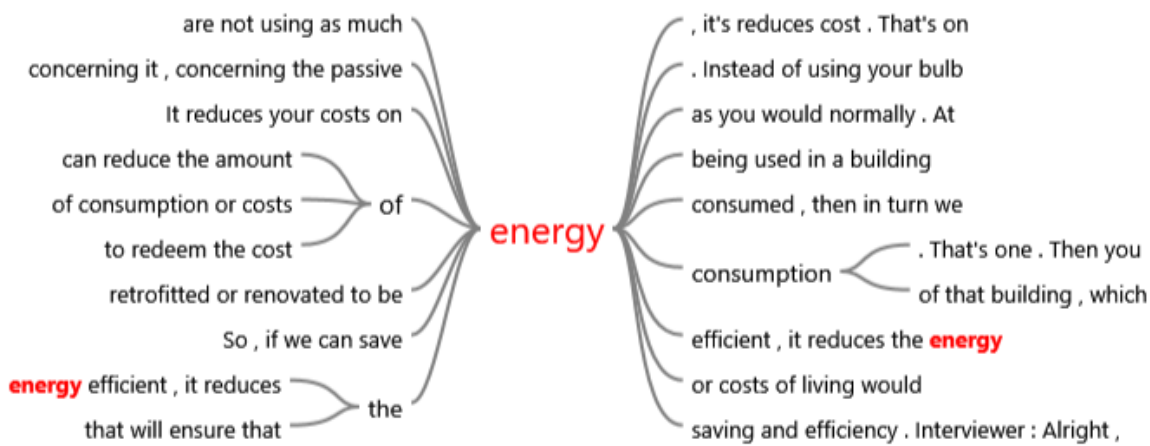 are not using as much
concerning it , concerning the passive
It reduces your costs on
can reduce the amount
of consumption or costs
to redeem the cost
of
retrofitted or renovated to be
So , if we can save
energy efficient , it reduces
that will ensure that
the
energy
, it's reduces cost . That's on
. Instead of using your bulb
as you would normally . At
being used in a building
consumed , then in turn we
consumption
. That's one . Then you
of that building , which
efficient , it reduces the energy
or costs of living would
saving and efficiency . Interviewer : Alright ,